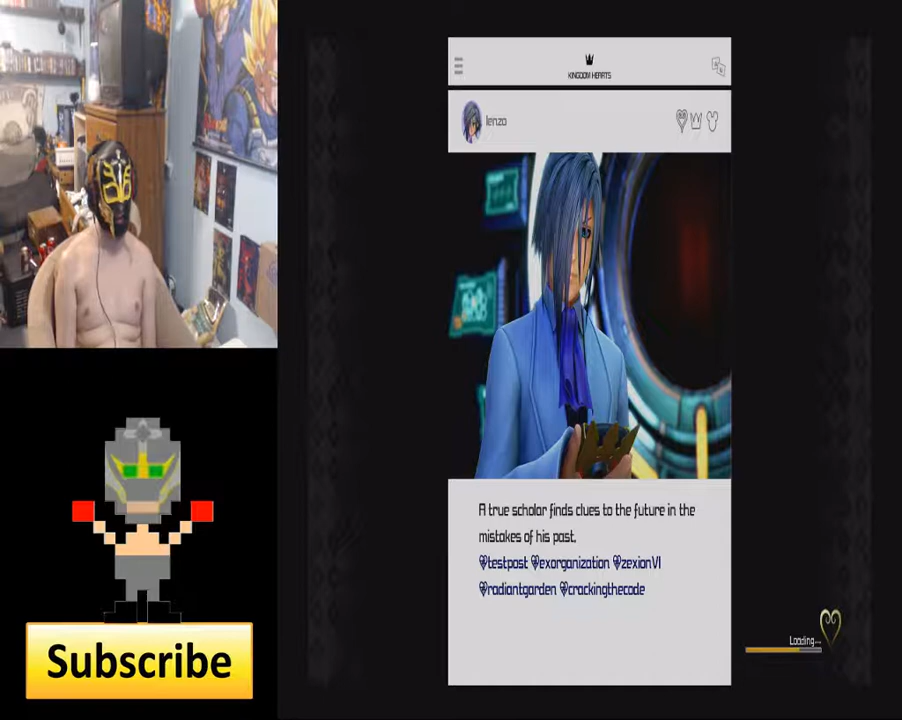 KINGDOM HEARTS
Ienzo
A true scholar finds clues to the future in the
mistakes of his past.
testpost exorganization zexionVI
radiantgarden crackingthecode
Loading...
Subscribe